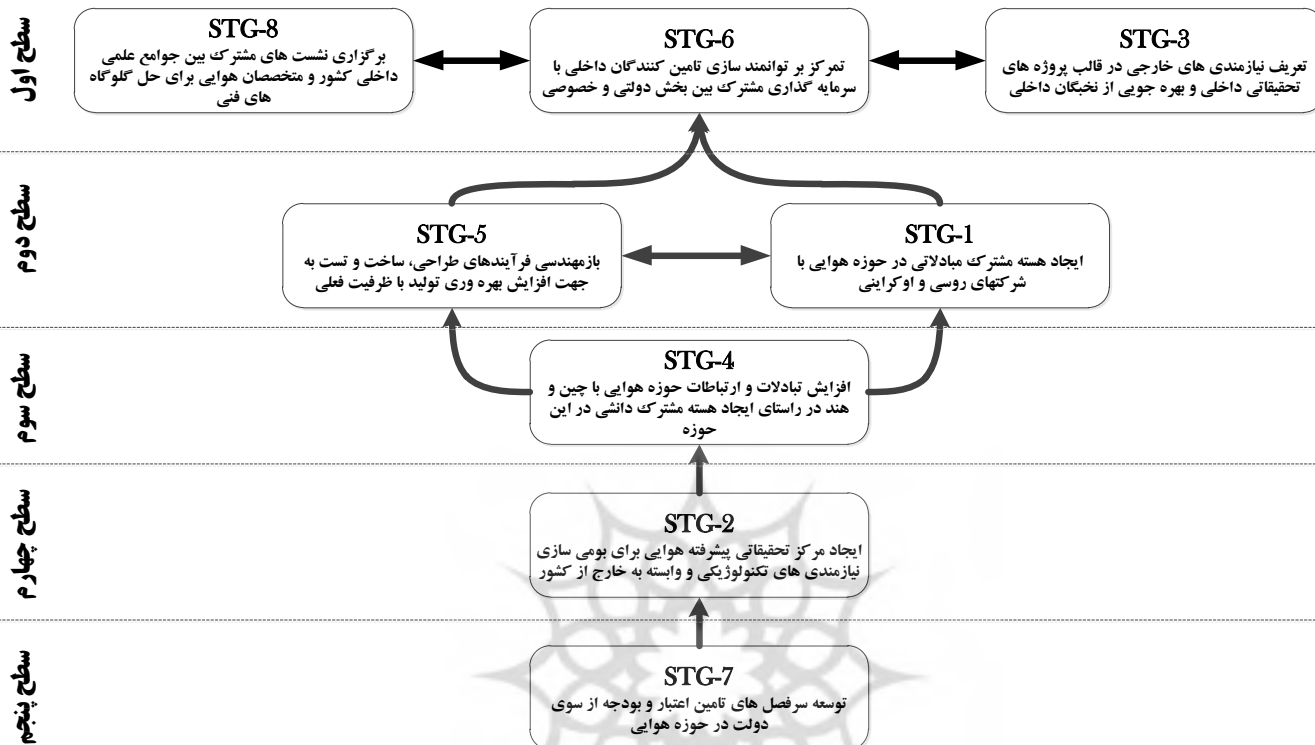 سطح اول
STG-3
تعریف نیازمندی های خارجی در قالب پروژه های
تحقیقاتی داخلی و بهره جویی از نخبگان داخلی
STG-6
تمرکز بر توانمند سازی تامین کنندگان داخلی با
سرمایه گذاری مشترک بین بخش دولتی و خصوصی
STG-8
برگزاری نشست های مشترک بین جوامع علمی
داخلی کشور و متخصصان هوایی برای حل گلوگاه
های فنی
سطح دوم
STG-1
ایجاد هسته مشترک مبادلاتی در حوزه هوایی با
شرکتهای روسی و اوکراینی
STG-5
بازمهندسی فرآیندهای طراحی، ساخت و تست به
جهت افزایش بهره وری تولید با ظرفیت فعلی
سطح سوم
STG-4
افزایش تبادلات و ارتباطات حوزه هوایی با چین و
هند در راستای ایجاد هسته مشترک دانشی در این
حوزه
سطح چهارم
STG-2
ایجاد مرکز تحقیقاتی پیشرفته هوایی برای بومی سازی
نیازمندی های تکنولوژیکی و وابسته به خارج از کشور
سطح پنجم
STG-7
توسعه سرفصل های تامین اعتبار و بودجه از سوی
دولت در حوزه هوایی